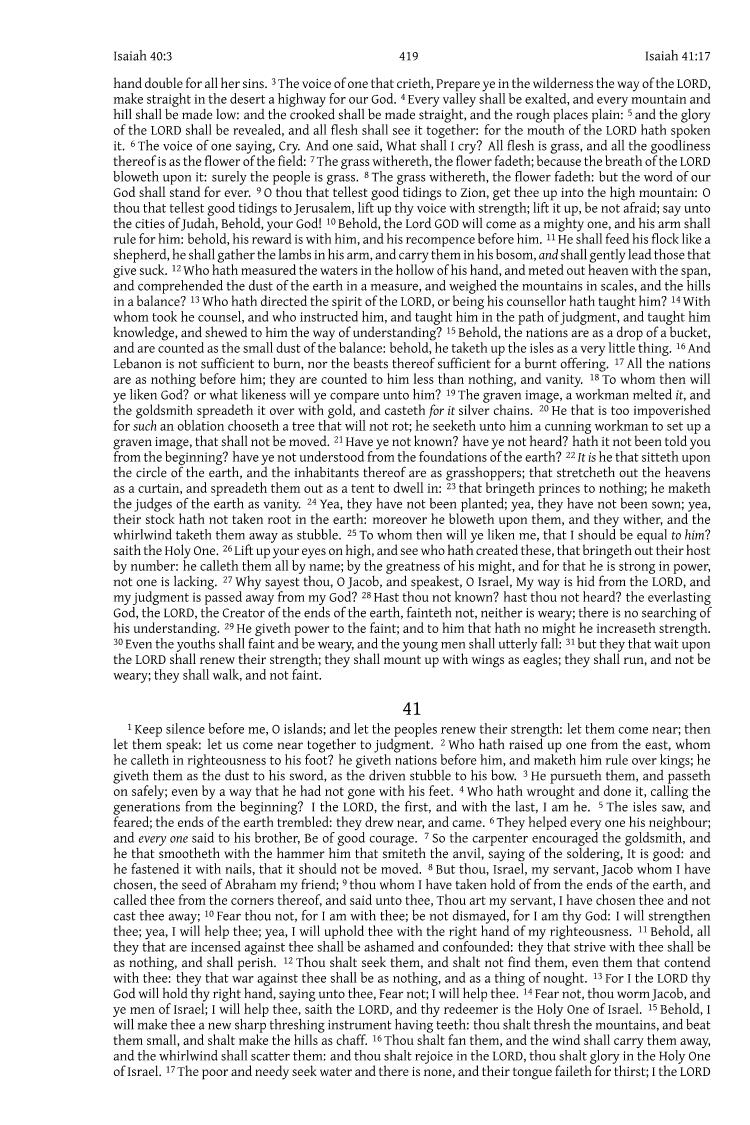 Isaiah 40:3 419 Isaiah 41:17
hand double for all her sins. 3 The voice of one that crieth, Prepare ye in the wilderness the way of the LORD,
make straight in the desert a highway for our God. 4 Every valley shall be exalted, and every mountain and
hill shall be made low: and the crooked shall be made straight, and the rough places plain: 5 and the glory
of the LORD shall be revealed, and all flesh shall see it together: for the mouth of the LORD hath spoken
it. 6 The voice of one saying, Cry. And one said, What shall I cry? All flesh is grass, and all the goodliness
thereof is as the flower of the field: 7 The grass withereth, the flower fadeth; because the breath of the LORD
bloweth upon it: surely the people is grass. 8 The grass withereth, the flower fadeth: but the word of our
God shall stand for ever. 9 O thou that tellest good tidings to Zion, get thee up into the high mountain: O
thou that tellest good tidings to Jerusalem, lift up thy voice with strength; lift it up, be not afraid; say unto
the cities of Judah, Behold, your God! 10 Behold, the Lord GOD will come as a mighty one, and his arm shall
rule for him: behold, his reward is with him, and his recompence before him. 11 He shall feed his flock like a
shepherd, he shall gather the lambs in his arm, and carry them in his bosom, and shall gently lead those that
give suck. 12 Who hath measured the waters in the hollow of his hand, and meted out heaven with the span,
and comprehended the dust of the earth in a measure, and weighed the mountains in scales, and the hills
in a balance? 13 Who hath directed the spirit of the LORD, or being his counsellor hath taught him? 14 With
whom took he counsel, and who instructed him, and taught him in the path of judgment, and taught him
knowledge, and shewed to him the way of understanding? 15 Behold, the nations are as a drop of a bucket,
and are counted as the small dust of the balance: behold, he taketh up the isles as a very little thing. 16 And
Lebanon is not sufficient to burn, nor the beasts thereof sufficient for a burnt offering. 17 All the nations
are as nothing before him; they are counted to him less than nothing, and vanity. 18 To whom then will
ye liken God? or what likeness will ye compare unto him? 19 The graven image, a workman melted it, and
the goldsmith spreadeth it over with gold, and casteth for it silver chains. 20 He that is too impoverished
for such an oblation chooseth a tree that will not rot; he seeketh unto him a cunning workman to set up a
graven image, that shall not be moved. 21 Have ye not known? have ye not heard? hath it not been told you
from the beginning? have ye not understood from the foundations of the earth? 22 It is he that sitteth upon
the circle of the earth, and the inhabitants thereof are as grasshoppers; that stretcheth out the heavens
as a curtain, and spreadeth them out as a tent to dwell in: 23 that bringeth princes to nothing; he maketh
the judges of the earth as vanity. 24 Yea, they have not been planted; yea, they have not been sown; yea,
their stock hath not taken root in the earth: moreover he bloweth upon them, and they wither, and the
whirlwind taketh them away as stubble. 25 To whom then will ye liken me, that I should be equal to him?
saith the Holy One. 26 Lift up your eyes on high, and see who hath created these, that bringeth out their host
by number: he calleth them all by name; by the greatness of his might, and for that he is strong in power,
not one is lacking. 27 Why sayest thou, O Jacob, and speakest, O Israel, My way is hid from the LORD, and
my judgment is passed away from my God? 28 Hast thou not known? hast thou not heard? the everlasting
God, the LORD, the Creator of the ends of the earth, fainteth not, neither is weary; there is no searching of
his understanding. 29 He giveth power to the faint; and to him that hath no might he increaseth strength.
30 Even the youths shall faint and be weary, and the young men shall utterly fall: 31 but they that wait upon
the LORD shall renew their strength; they shall mount up with wings as eagles; they shall run, and not be
weary; they shall walk, and not faint.
41
1 Keep silence before me, O islands; and let the peoples renew their strength: let them come near; then
let them speak: let us come near together to judgment. 2 Who hath raised up one from the east, whom
he calleth in righteousness to his foot? he giveth nations before him, and maketh him rule over kings; he
giveth them as the dust to his sword, as the driven stubble to his bow. 3 He pursueth them, and passeth
on safely; even by a way that he had not gone with his feet. 4 Who hath wrought and done it, calling the
generations from the beginning? I the LORD, the first, and with the last, I am he. 5 The isles saw, and
feared; the ends of the earth trembled: they drew near, and came. 6 They helped every one his neighbour;
and every one said to his brother, Be of good courage. 7 So the carpenter encouraged the goldsmith, and
he that smootheth with the hammer him that smiteth the anvil, saying of the soldering, It is good: and
he fastened it with nails, that it should not be moved. 8 But thou, Israel, my servant, Jacob whom I have
chosen, the seed of Abraham my friend; 9 thou whom I have taken hold of from the ends of the earth, and
called thee from the corners thereof, and said unto thee, Thou art my servant, I have chosen thee and not
cast thee away; 10 Fear thou not, for I am with thee; be not dismayed, for I am thy God: I will strengthen
thee; yea, I will help thee; yea, I will uphold thee with the right hand of my righteousness. 11 Behold, all
they that are incensed against thee shall be ashamed and confounded: they that strive with thee shall be
as nothing, and shall perish. 12 Thou shalt seek them, and shalt not find them, even them that contend
with thee: they that war against thee shall be as nothing, and as a thing of nought. 13 For I the LORD thy
God will hold thy right hand, saying unto thee, Fear not; I will help thee. 14 Fear not, thou worm Jacob, and
ye men of Israel; I will help thee, saith the LORD, and thy redeemer is the Holy One of Israel. 15 Behold, I
will make thee a new sharp threshing instrument having teeth: thou shalt thresh the mountains, and beat
them small, and shalt make the hills as chaff. 16 Thou shalt fan them, and the wind shall carry them away,
and the whirlwind shall scatter them: and thou shalt rejoice in the LORD, thou shalt glory in the Holy One
of Israel. 17 The poor and needy seek water and there is none, and their tongue faileth for thirst; I the LORD